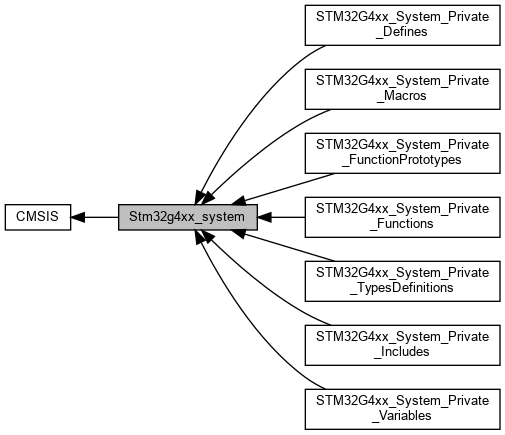 STM32G4xx_System_Private
_Defines
STM32G4xx_System_Private
_Macros
STM32G4xx_System_Private
_FunctionPrototypes
CMSIS
Stm32g4xx_system
STM32G4xx_System_Private
_Functions
STM32G4xx_System_Private
_TypesDefinitions
STM32G4xx_System_Private
_Includes
STM32G4xx_System_Private
_Variables